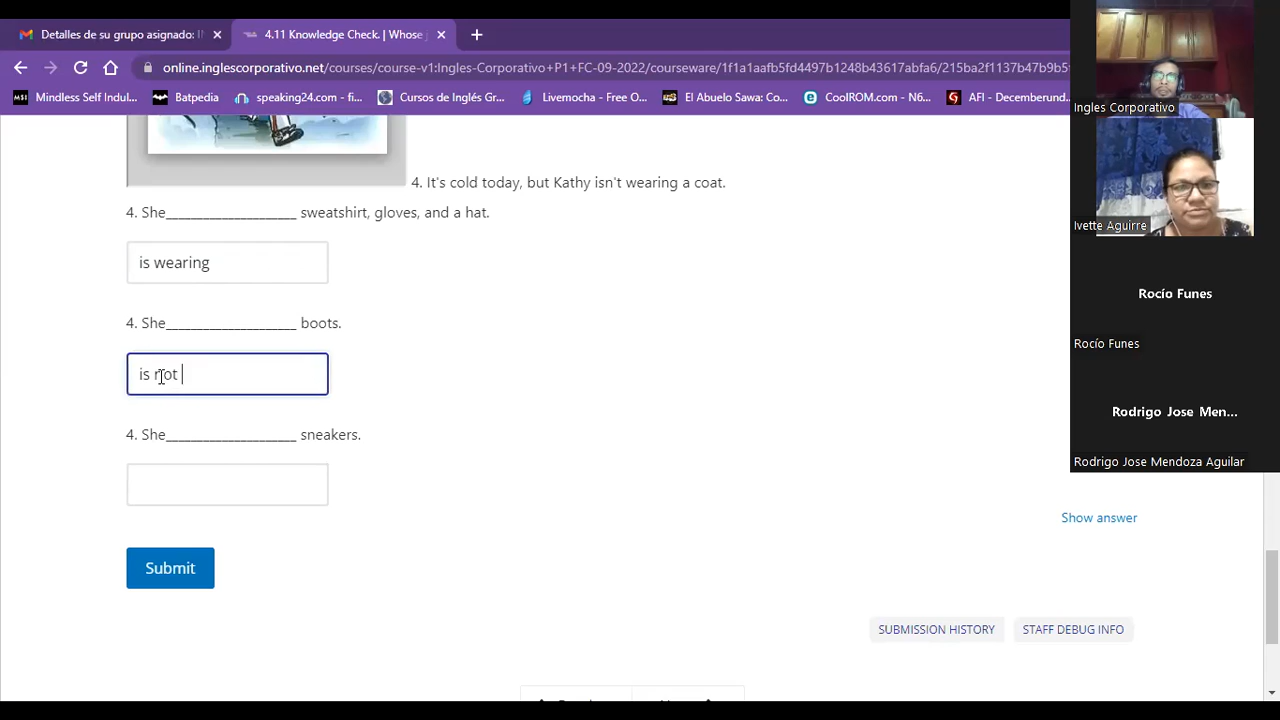 Detalles de su grupo asignado: I
4.11 Knowledge Check. | Whose
online.inglescorporativo.net/courses/course-v1:Ingles-Corporativo+P1+FC-09-2022/courseware/1f1a1aafb5fd4497b1248b43617abfa6/215ba2f1137b47b9b5
Mindless Self Indul...
Batpedia
speaking24.com - fi...
Cursos de Inglés Gr...
Livemocha - Free O...
El Abuelo Sawa: Co...
CoolROM.com - N6...
AFI - Decemberund...
4. It's cold today, but Kathy isn't wearing a coat.
4. She____________________ sweatshirt, gloves, and a hat.
is wearing
4. She____________________ boots.
is not
4. She____________________ sneakers.
Show answer
Submit
SUBMISSION HISTORY
STAFF DEBUG INFO
Ingles Corporativo
Ivette Aguirre
Rocío Funes
Rocío Funes
Rodrigo Jose Men...
Rodrigo Jose Mendoza Aguilar